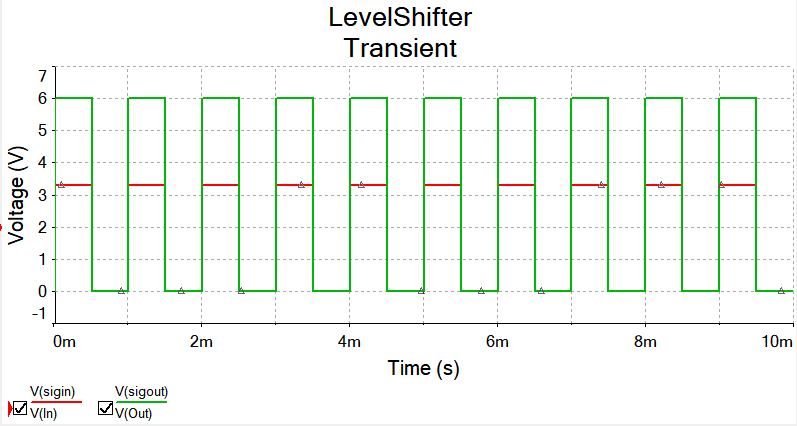 LevelShifter
Transient
7
6
5
4
3
2
1
0
-1
Voltage (V)
0m 2m 4m 6m 8m 10m
Time (s)
V(sigin) V(sigout)
V(In) V(Out)